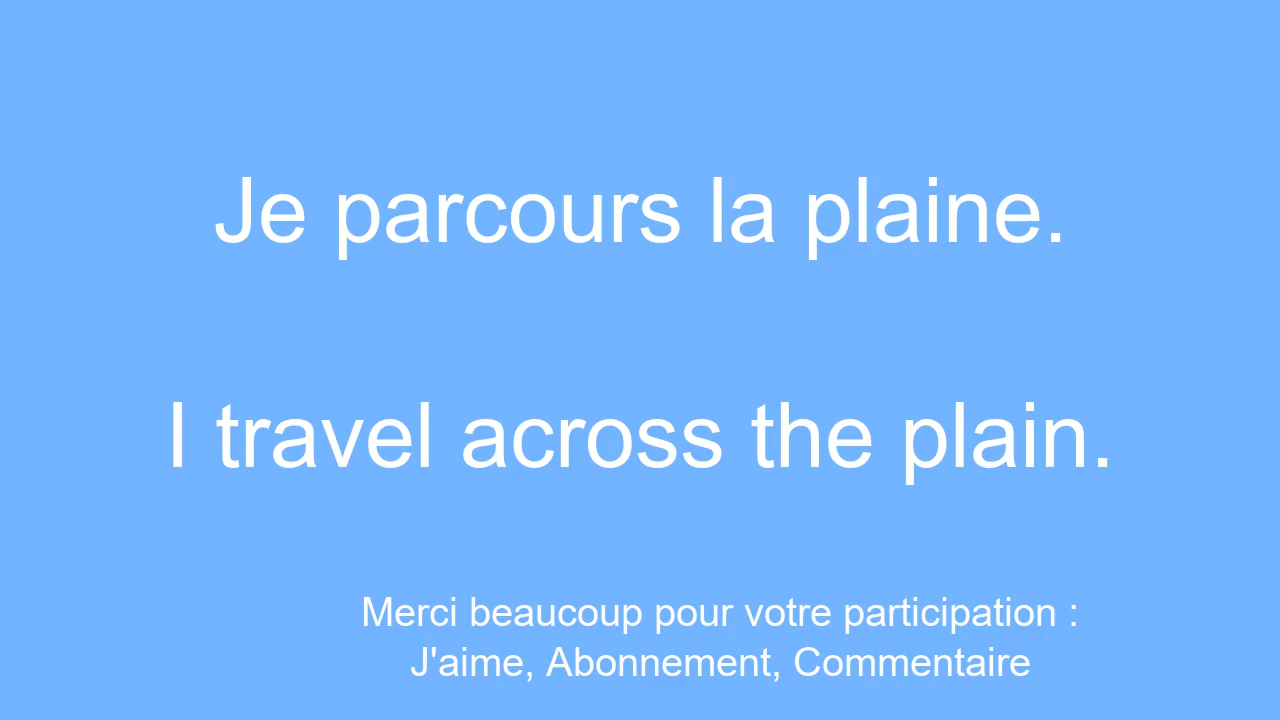 Je parcours la plaine.
I travel across the plain.
Merci beaucoup pour votre participation :
J'aime, Abonnement, Commentaire